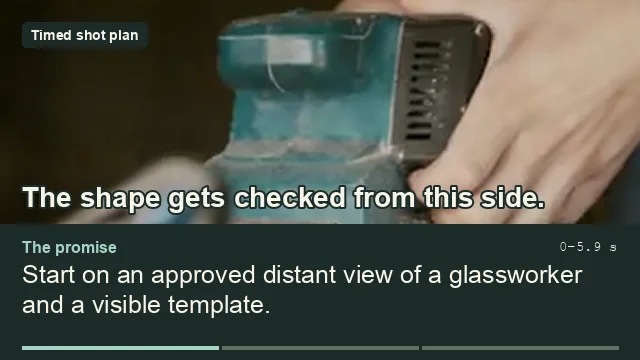 Timed shot plan
The shape gets checked from this side.
The promise
0–5.9 s
Start on an approved distant view of a glassworker
and a visible template.